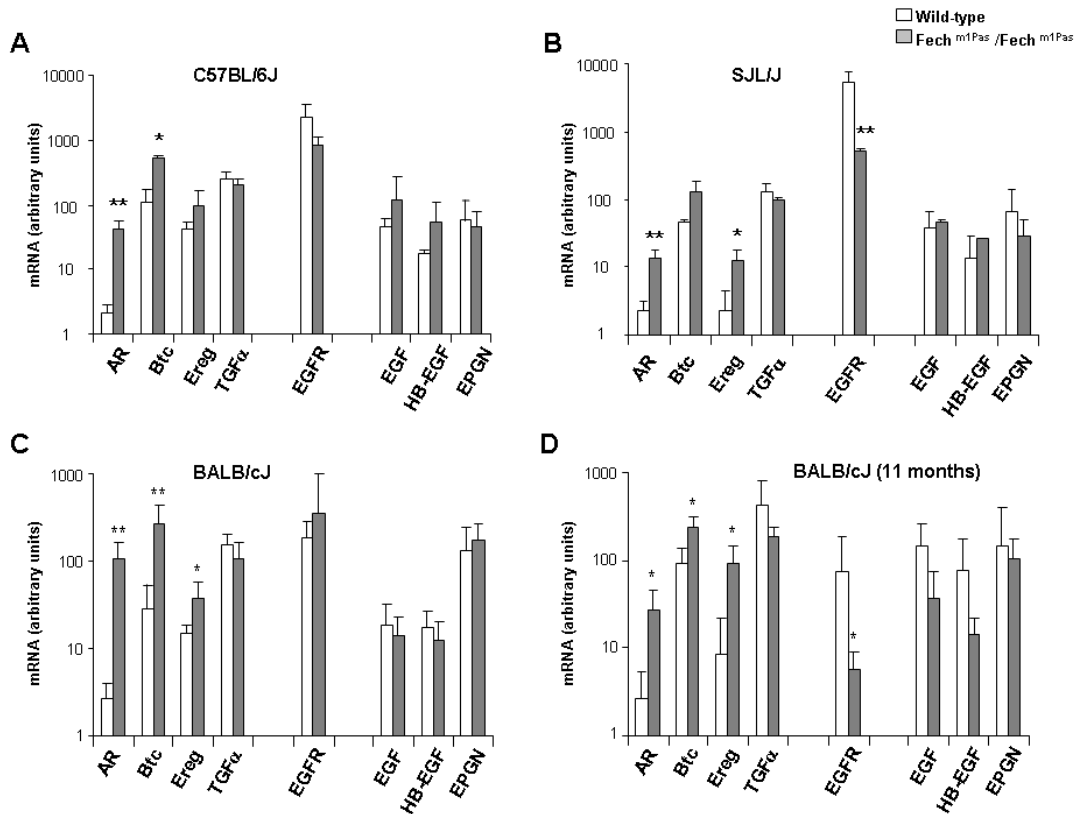 Wild-type
Fech m1Pas /Fech m1Pas
A
C57BL/6J
mRNA (arbitrary units)
10000
1000
100
10
1
**
*
AR
Btc
Ereg
TGFα
EGFR
EGF
HB-EGF
EPGN
B
SJL/J
mRNA (arbitrary units)
10000
1000
100
10
1
**
*
**
AR
Btc
Ereg
TGFα
EGFR
EGF
HB-EGF
EPGN
C
BALB/cJ
mRNA (arbitrary units)
1000
100
10
1
**
**
*
AR
Btc
Ereg
TGFα
EGFR
EGF
HB-EGF
EPGN
D
BALB/cJ (11 months)
mRNA (arbitrary units)
1000
100
10
1
*
*
*
*
AR
Btc
Ereg
TGFα
EGFR
EGF
HB-EGF
EPGN